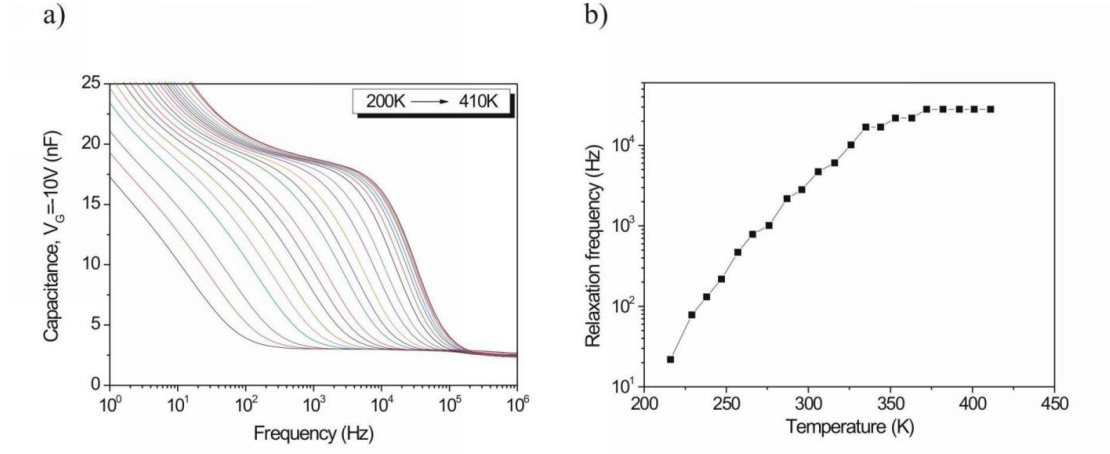 a)
25
20
15
10
5
0
Capacitance, V_G=-10V (nF)
200K → 410K
10^0 10^1 10^2 10^3 10^4 10^5 10^6
Frequency (Hz)
b)
10^4
10^3
10^2
10^1
Relaxation frequency (Hz)
200 250 300 350 400 450
Temperature (K)